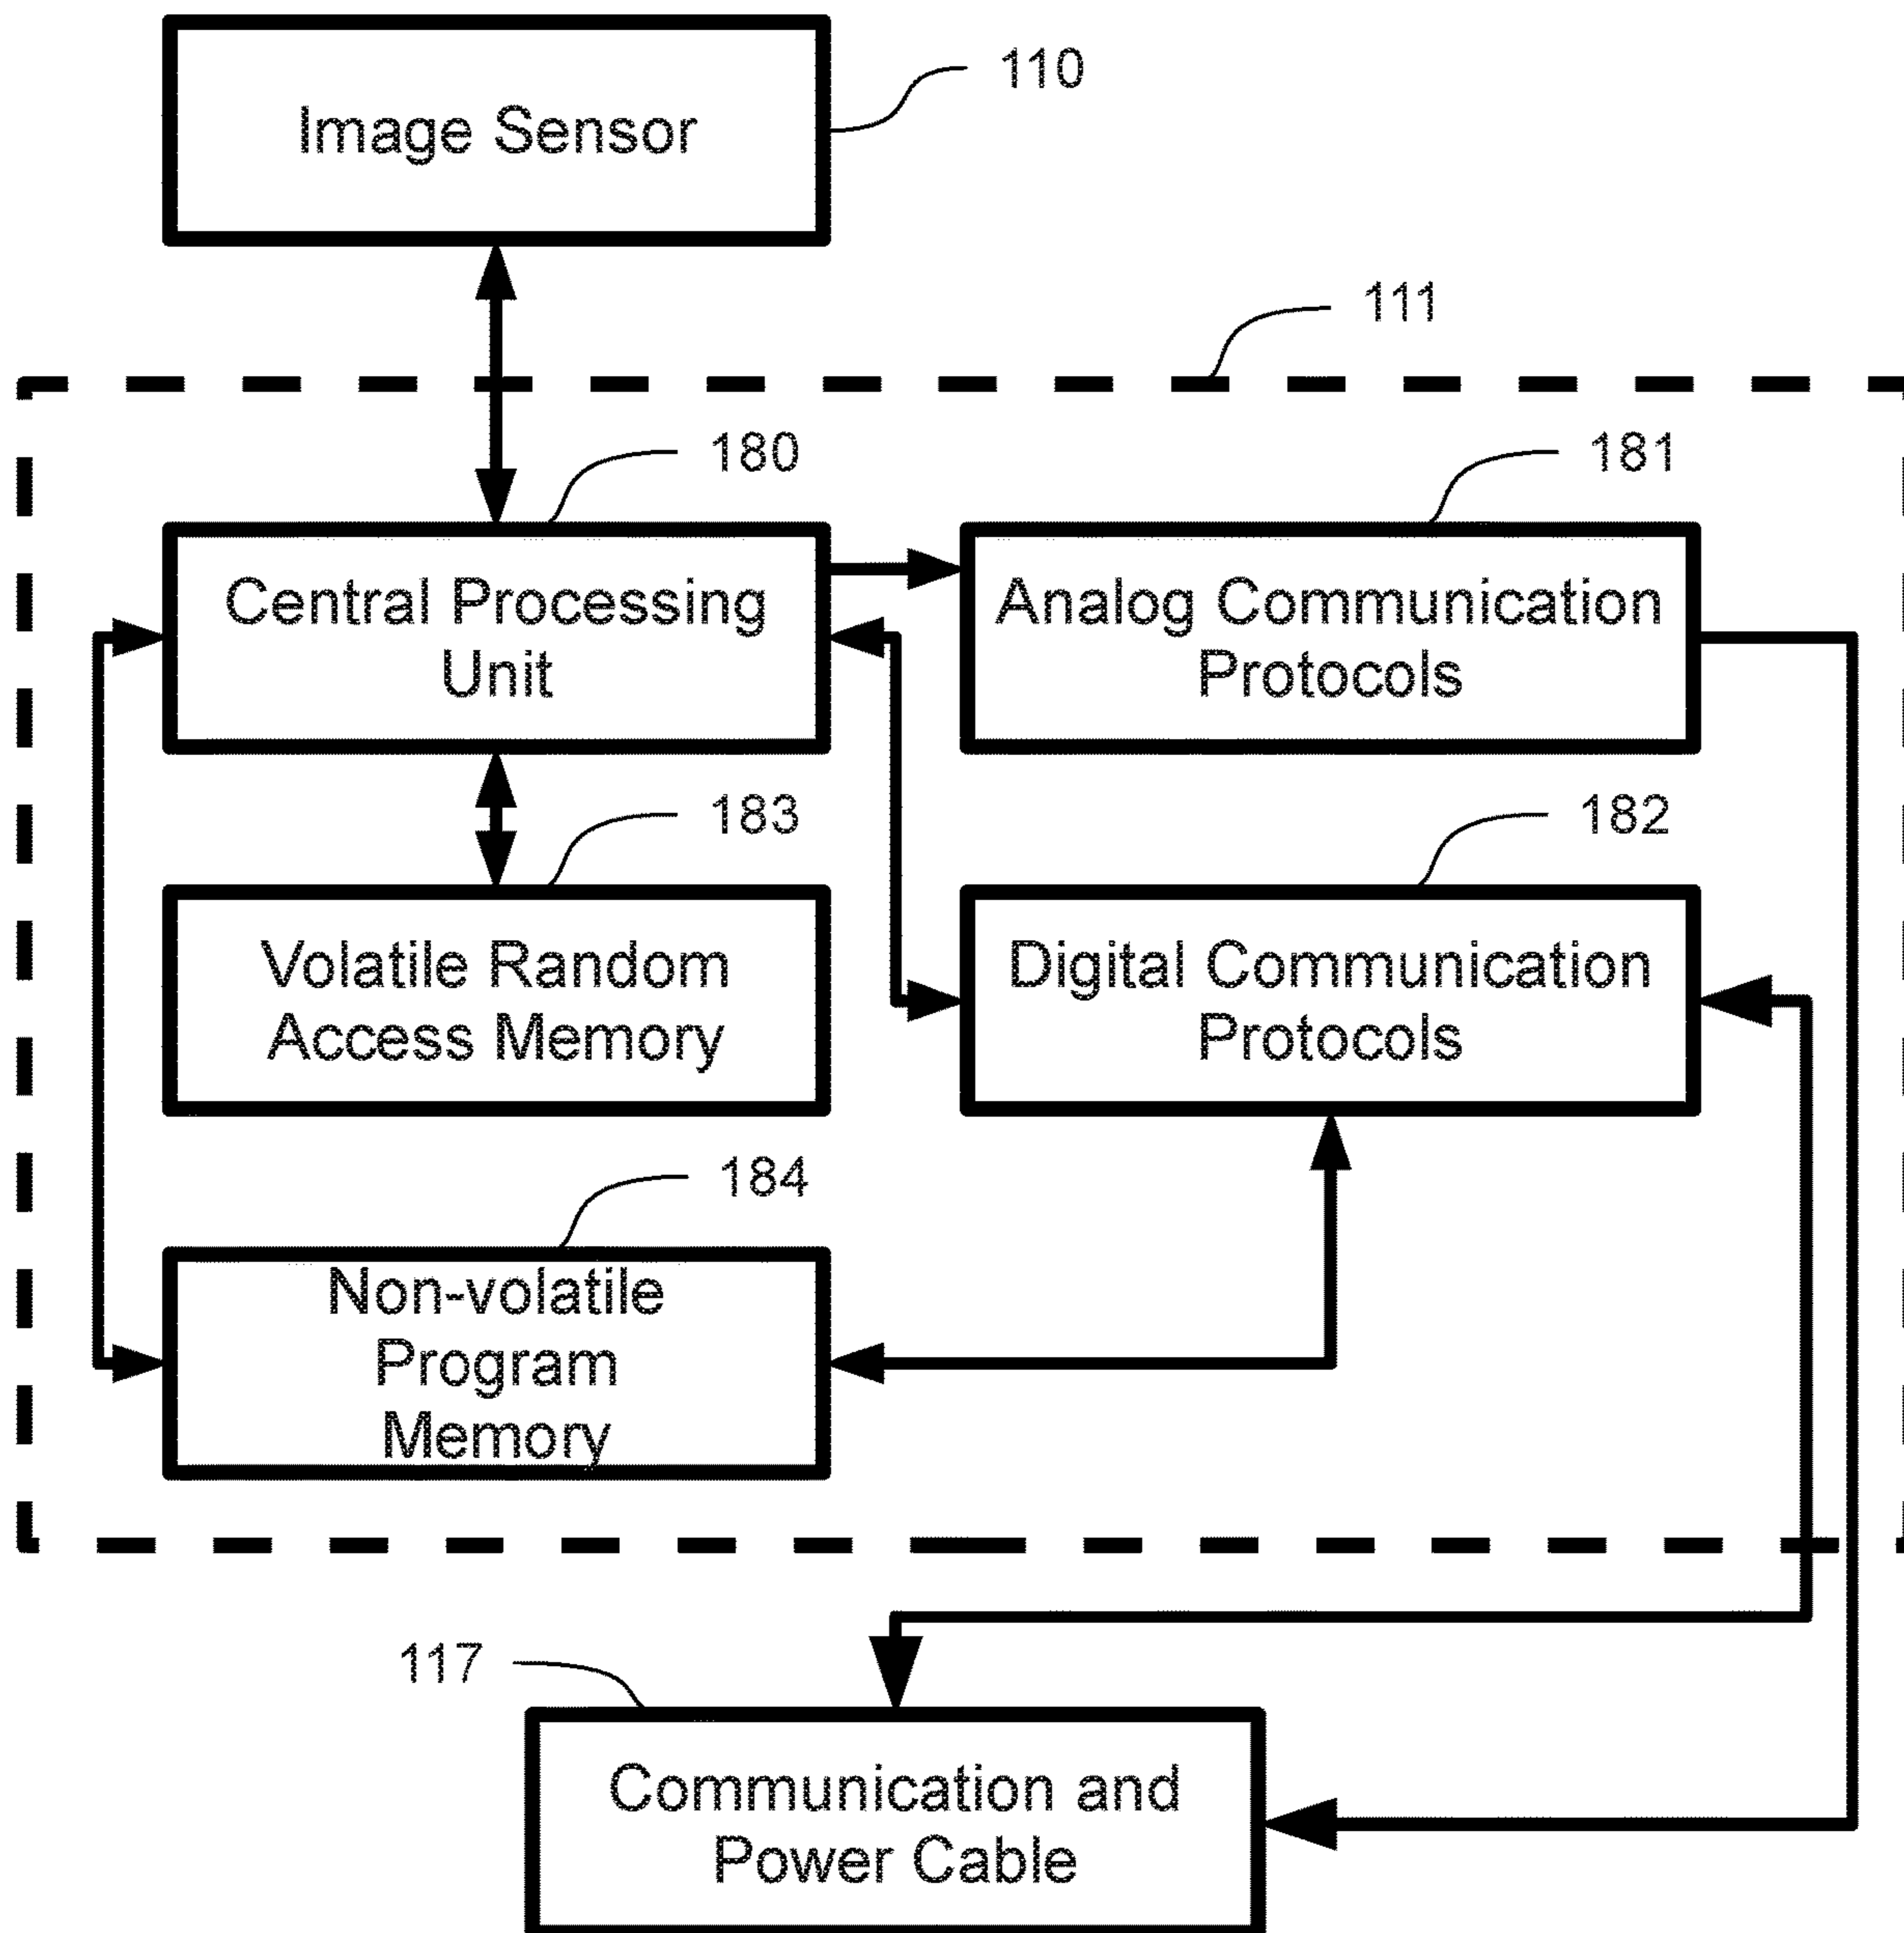 Image Sensor
110
111
180
181
Central Processing
Unit
Analog Communication
Protocols
183
182
Volatile Random
Access Memory
Digital Communication
Protocols
184
Non-volatile
Program
Memory
117
Communication and
Power Cable